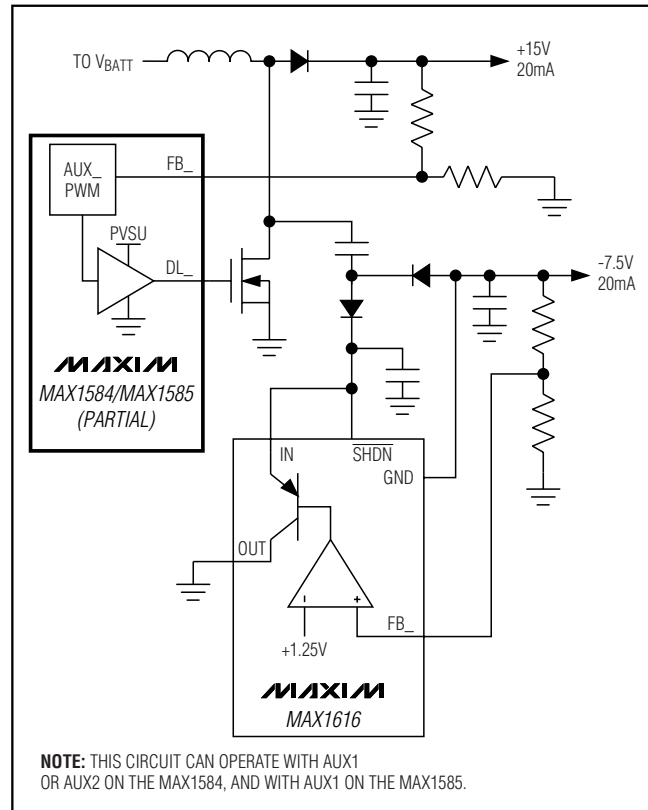 TO VBATT
+15V
20mA
AUX_
PWM
FB_
PVSU
DL_
-7.5V
20mA
MAXIM
MAX1584/MAX1585
(PARTIAL)
IN
SHDN
GND
OUT
FB_
-
+
+1.25V
MAXIM
MAX1616
NOTE: THIS CIRCUIT CAN OPERATE WITH AUX1
OR AUX2 ON THE MAX1584, AND WITH AUX1 ON THE MAX1585.